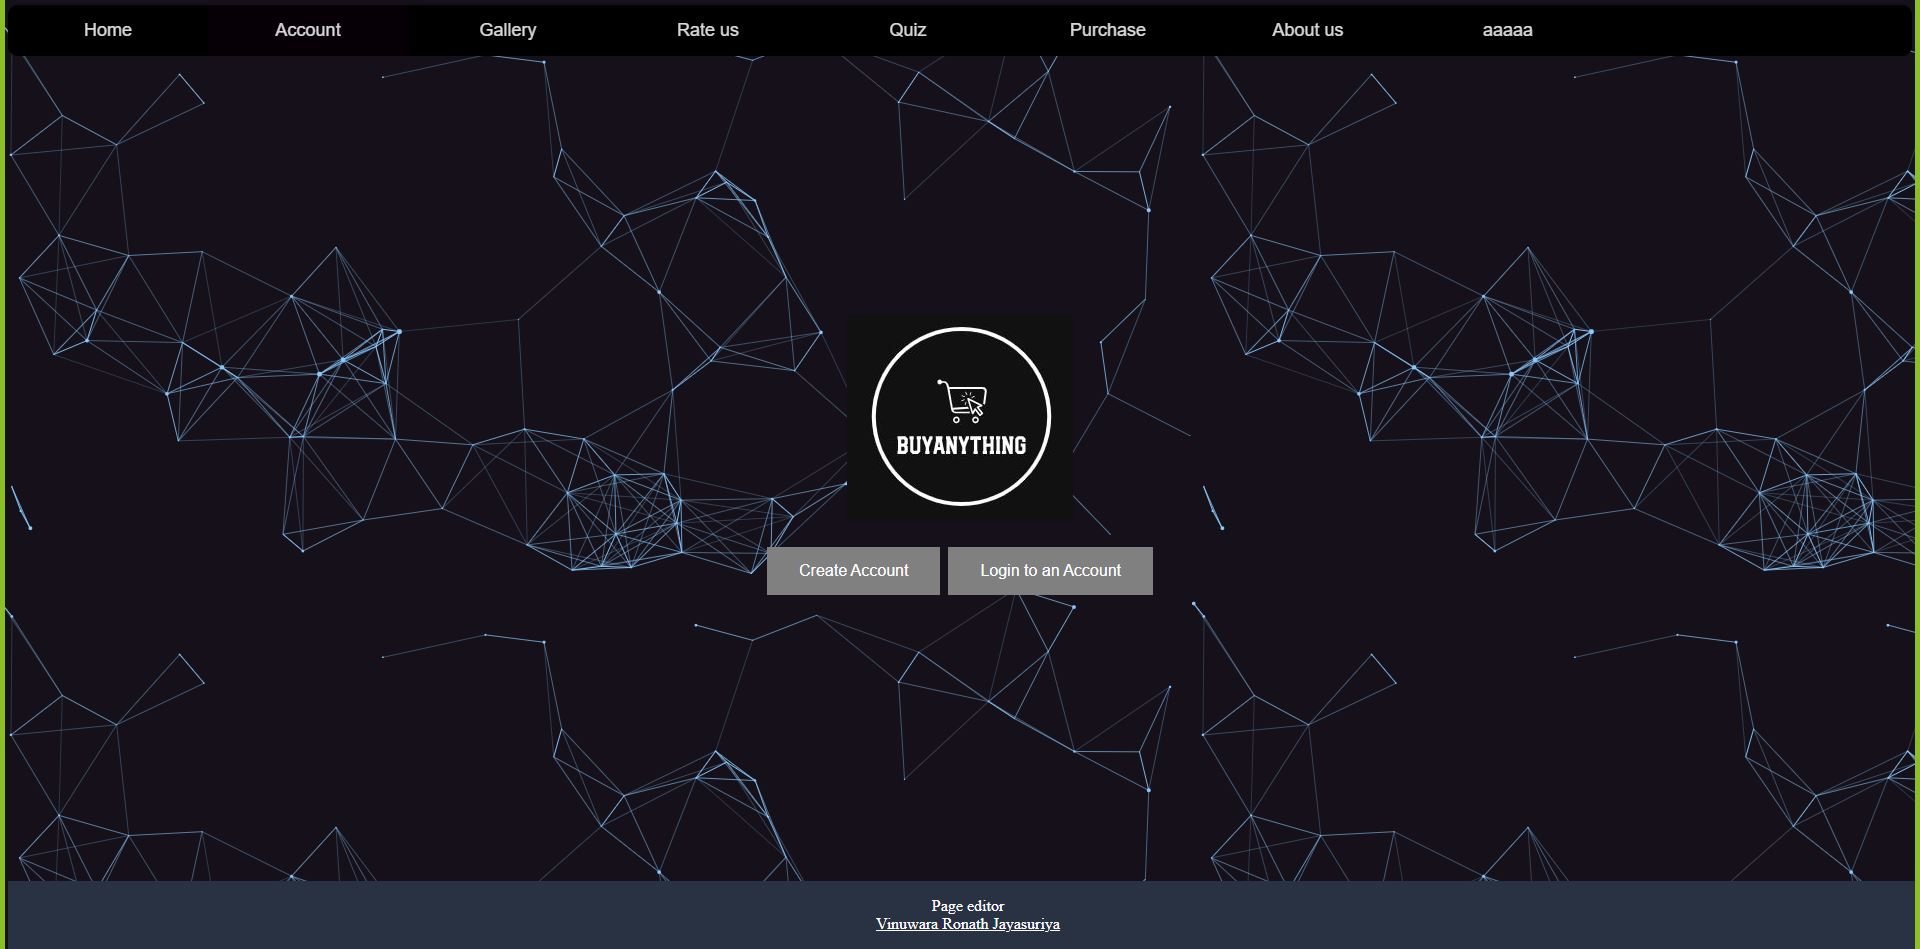 Home Account Gallery Rate us Quiz Purchase About us aaaaa
BUYANYTHING
Create Account Login to an Account
Page editor
Vinuwara Ronath Jayasuriya